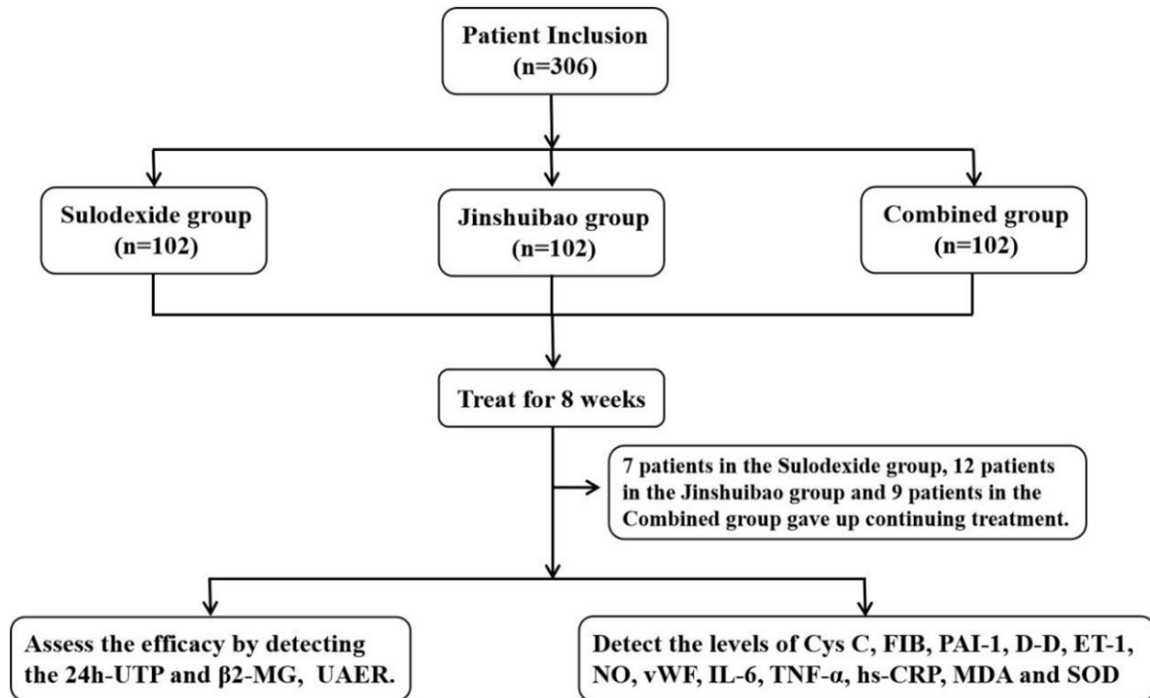 Patient Inclusion
(n=306)
Sulodexide group
(n=102)
Jinshuibao group
(n=102)
Combined group
(n=102)
Treat for 8 weeks
7 patients in the Sulodexide group, 12 patients
in the Jinshuibao group and 9 patients in the
Combined group gave up continuing treatment.
Assess the efficacy by detecting
the 24h-UTP and β2-MG, UAER.
Detect the levels of Cys C, FIB, PAI-1, D-D, ET-1,
NO, vWF, IL-6, TNF-α, hs-CRP, MDA and SOD